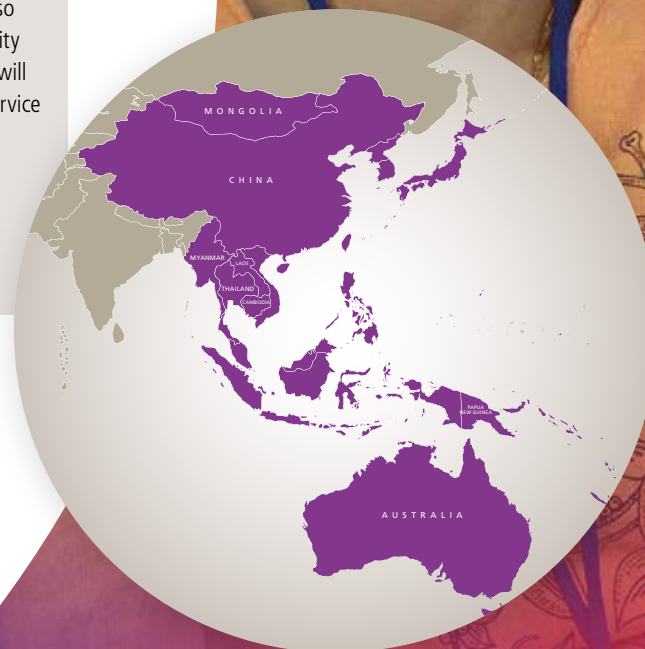 so
ity
will
rvice
MONGOLIA
CHINA
MYANMAR
LAOS
THAILAND
CAMBODIA
PAPUA
NEW GUINEA
AUSTRALIA